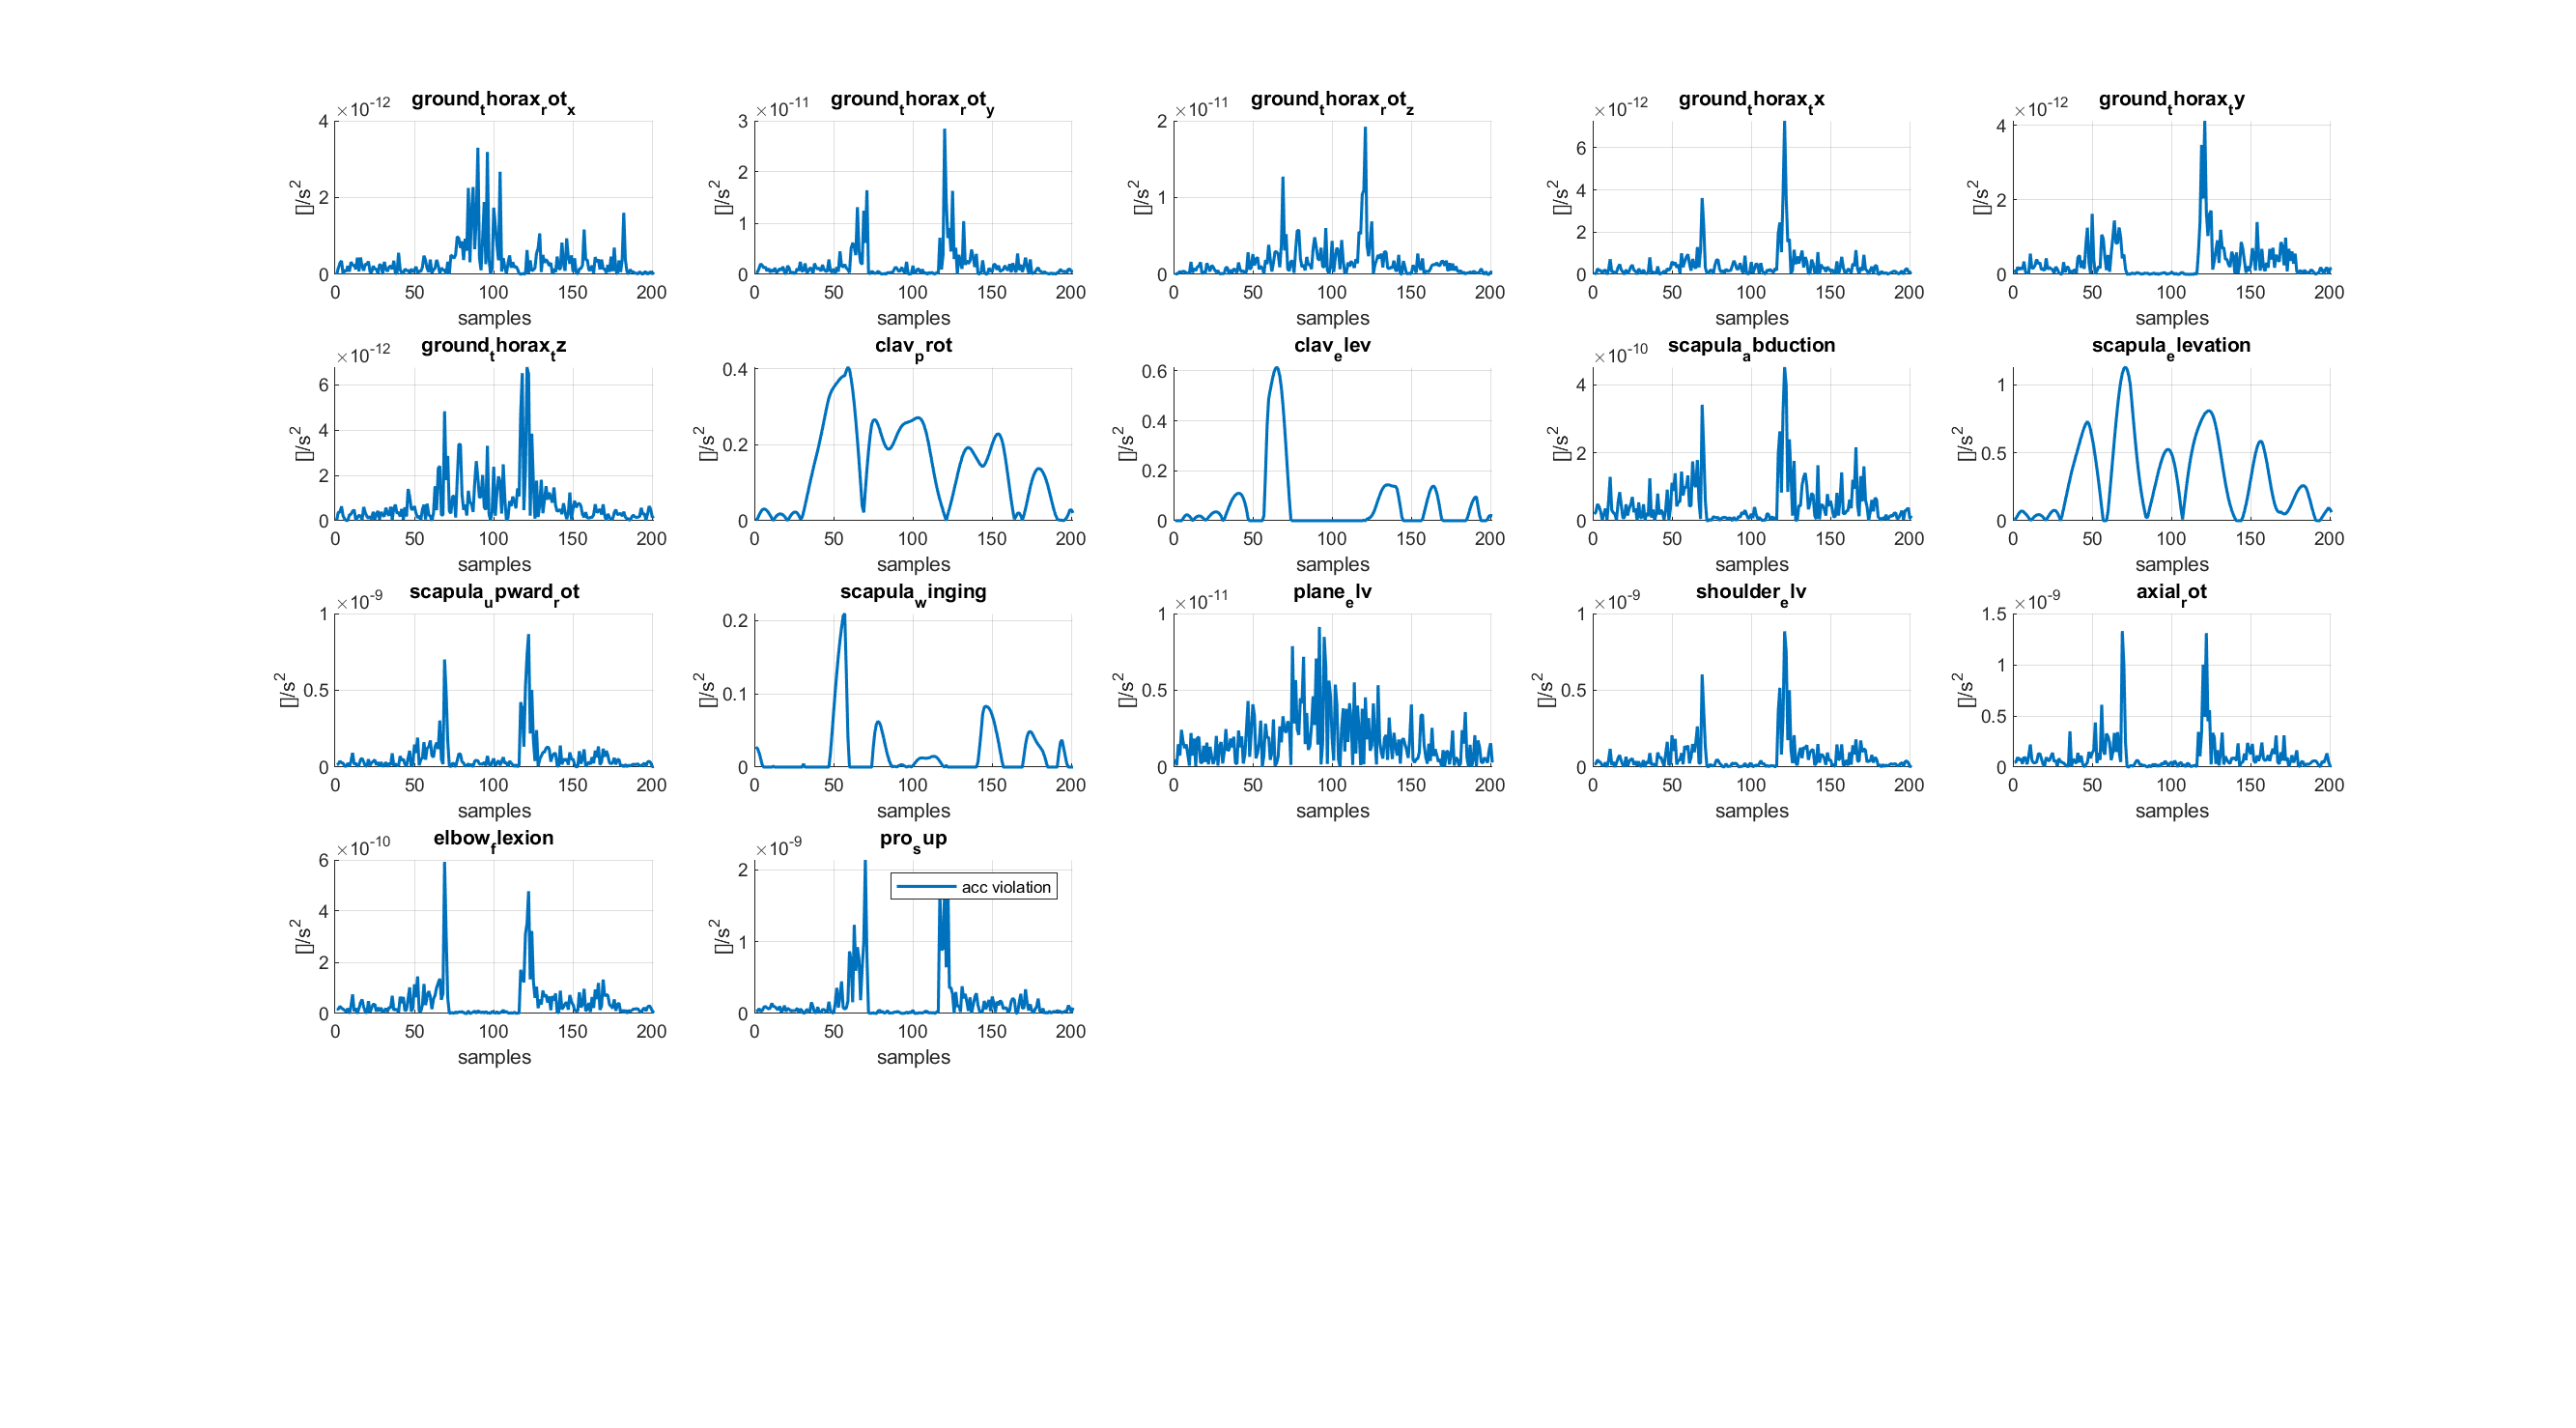 ×10-12 ground_thorax_rot_x
×10-11 ground_thorax_rot_y
×10-11 ground_thorax_rot_z
×10-12 ground_thorax_tx
×10-12 ground_thorax_ty
4
2
0
[]/s2
0 50 100 150 200
samples
3
2
1
0
[]/s2
0 50 100 150 200
samples
2
1
0
[]/s2
0 50 100 150 200
samples
6
4
2
0
[]/s2
0 50 100 150 200
samples
4
2
0
[]/s2
0 50 100 150 200
samples
×10-12 ground_thorax_tz
clav_prot
clav_elev
×10-10 scapula_abduction
scapula_elevation
6
4
2
0
[]/s2
0 50 100 150 200
samples
0.4
0.2
0
[]/s2
0 50 100 150 200
samples
0.6
0.4
0.2
0
[]/s2
0 50 100 150 200
samples
4
2
0
[]/s2
0 50 100 150 200
samples
1
0.5
0
[]/s2
0 50 100 150 200
samples
×10-9 scapula_upward_rot
scapula_winging
×10-11 plane_elv
×10-9 shoulder_elv
×10-9 axial_rot
1
0.5
0
[]/s2
0 50 100 150 200
samples
0.2
0.1
0
[]/s2
0 50 100 150 200
samples
1
0.5
0
[]/s2
0 50 100 150 200
samples
1
0.5
0
[]/s2
0 50 100 150 200
samples
1.5
1
0.5
0
[]/s2
0 50 100 150 200
samples
×10-10 elbow_flexion
×10-9 pro_sup
6
4
2
0
[]/s2
0 50 100 150 200
samples
2
1
0
[]/s2
acc violation
0 50 100 150 200
samples